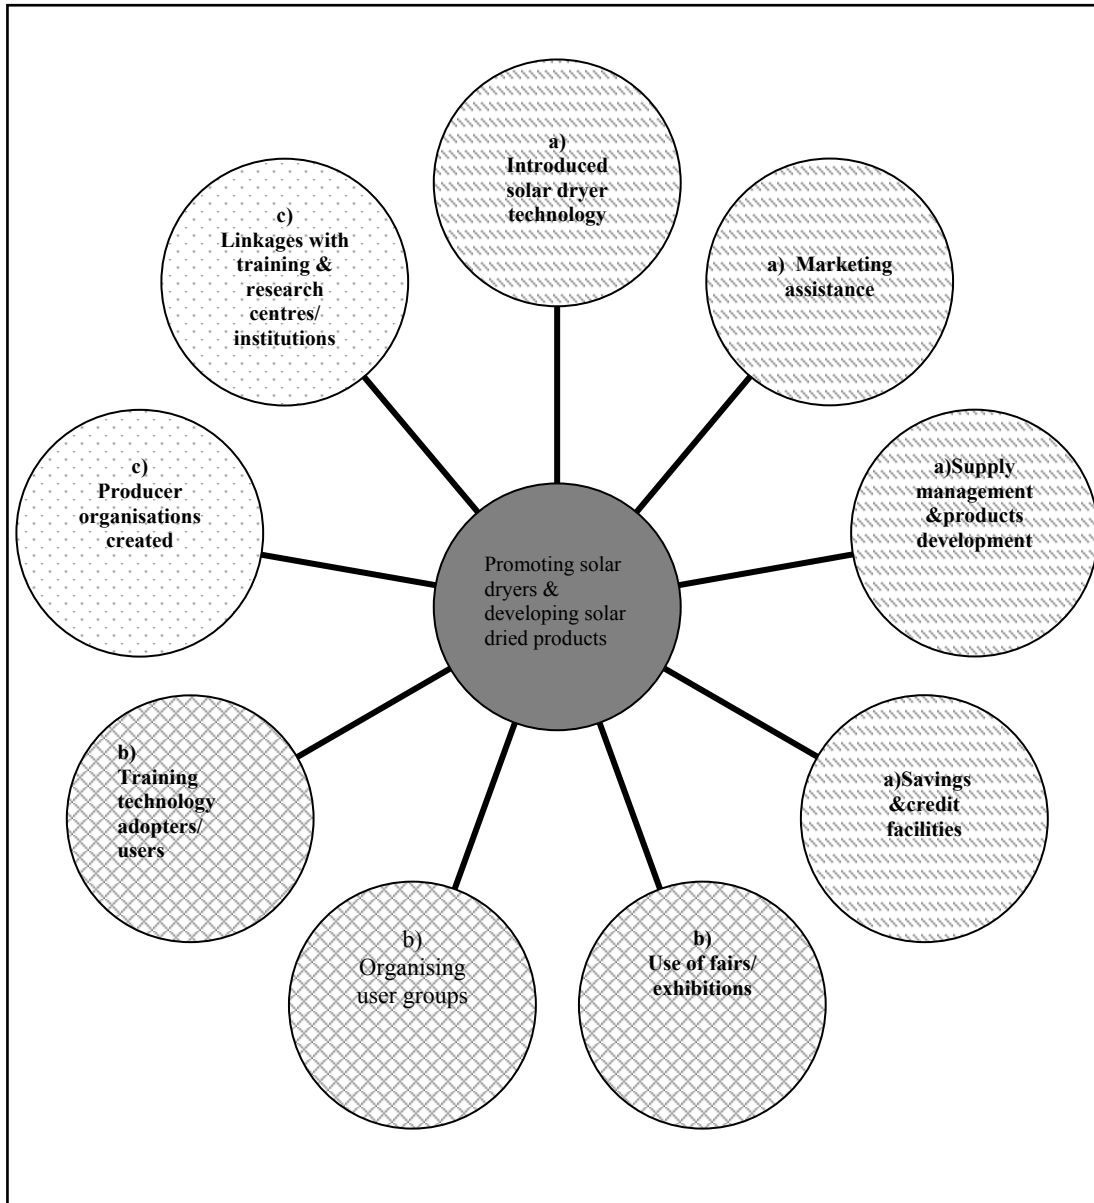 a)
Introduced
solar dryer
technology
a)  Marketing
assistance
a)Supply
management
&products
development
a)Savings
&credit
facilities
b)
Use of fairs/
exhibitions
b)
Organising
user groups
b)
Training
technology
adopters/
users
c)
Producer
organisations
created
c)
Linkages with
training &
research
centres/
institutions
Promoting solar
dryers &
developing solar
dried products